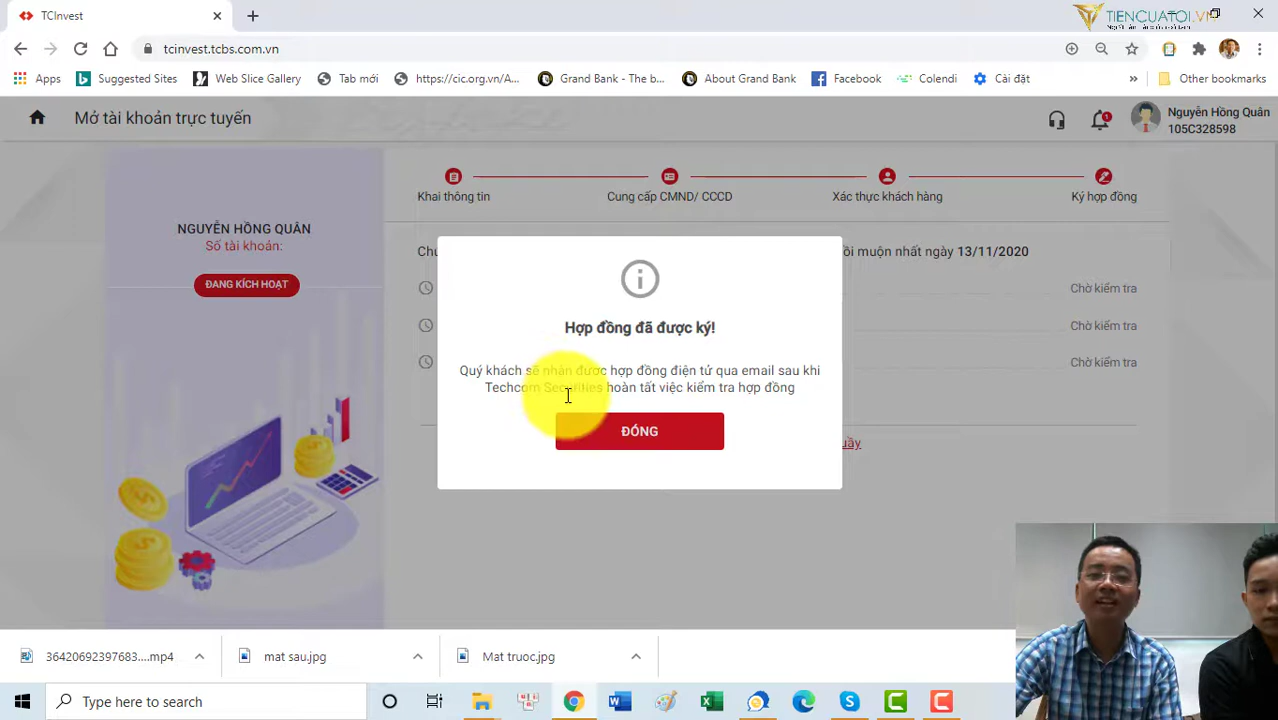 TCInvest
TIENCUATOI.VN
tcinvest.tcbs.com.vn
Apps
Suggested Sites
Web Slice Gallery
Tab mới
https://cic.org.vn/A...
Grand Bank - The b...
About Grand Bank
Facebook
Colendi
Cài đặt
»
Other bookmarks
Mở tài khoản trực tuyến
1
Nguyễn Hồng Quân
105C328598
NGUYỄN HỒNG QUÂN
Số tài khoản:
ĐANG KÍCH HOẠT
Khai thông tin
Cung cấp CMND/ CCCD
Xác thực khách hàng
Ký hợp đồng
Chú
ồi muộn nhất ngày 13/11/2020
Chờ kiểm tra
Chờ kiểm tra
Chờ kiểm tra
uầy
Hợp đồng đã được ký!
Quý khách sẽ nhận được hợp đồng điện tử qua email sau khi
Techcom Securities hoàn tất việc kiểm tra hợp đồng
ĐÓNG
36420692397683....mp4
mat sau.jpg
Mat truoc.jpg
Type here to search